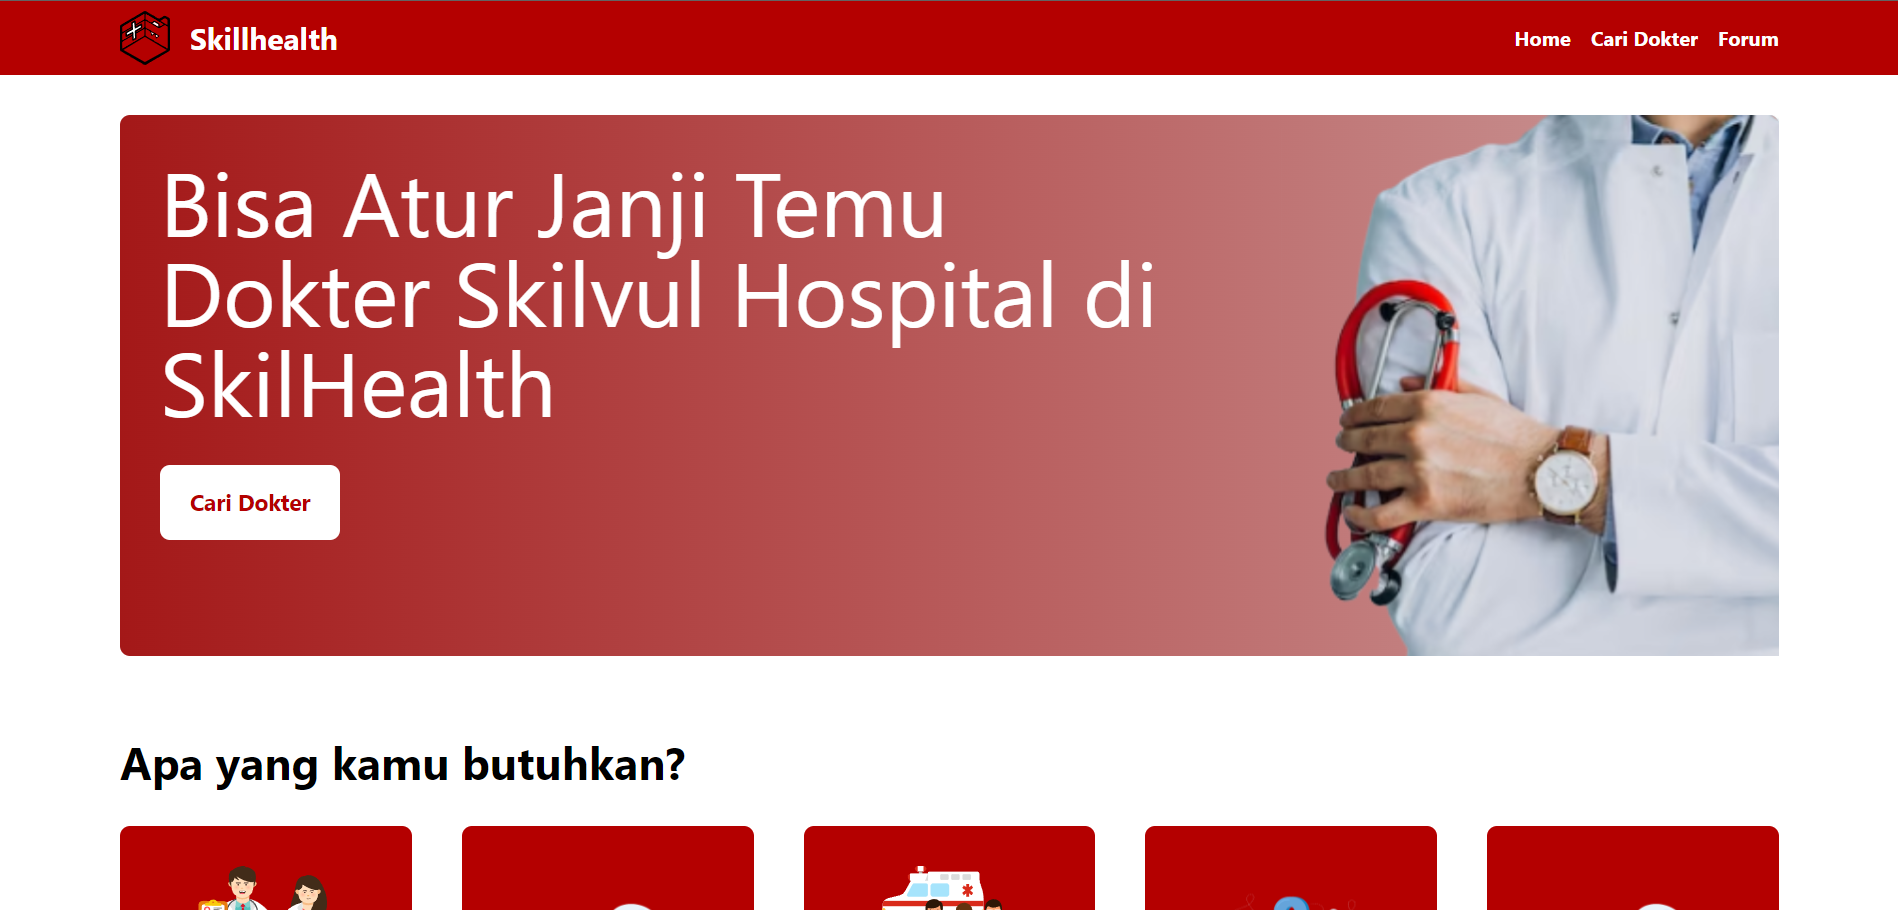 Skillhealth
Home Cari Dokter Forum
Bisa Atur Janji Temu
Dokter Skilvul Hospital di
SkilHealth
Cari Dokter
Apa yang kamu butuhkan?